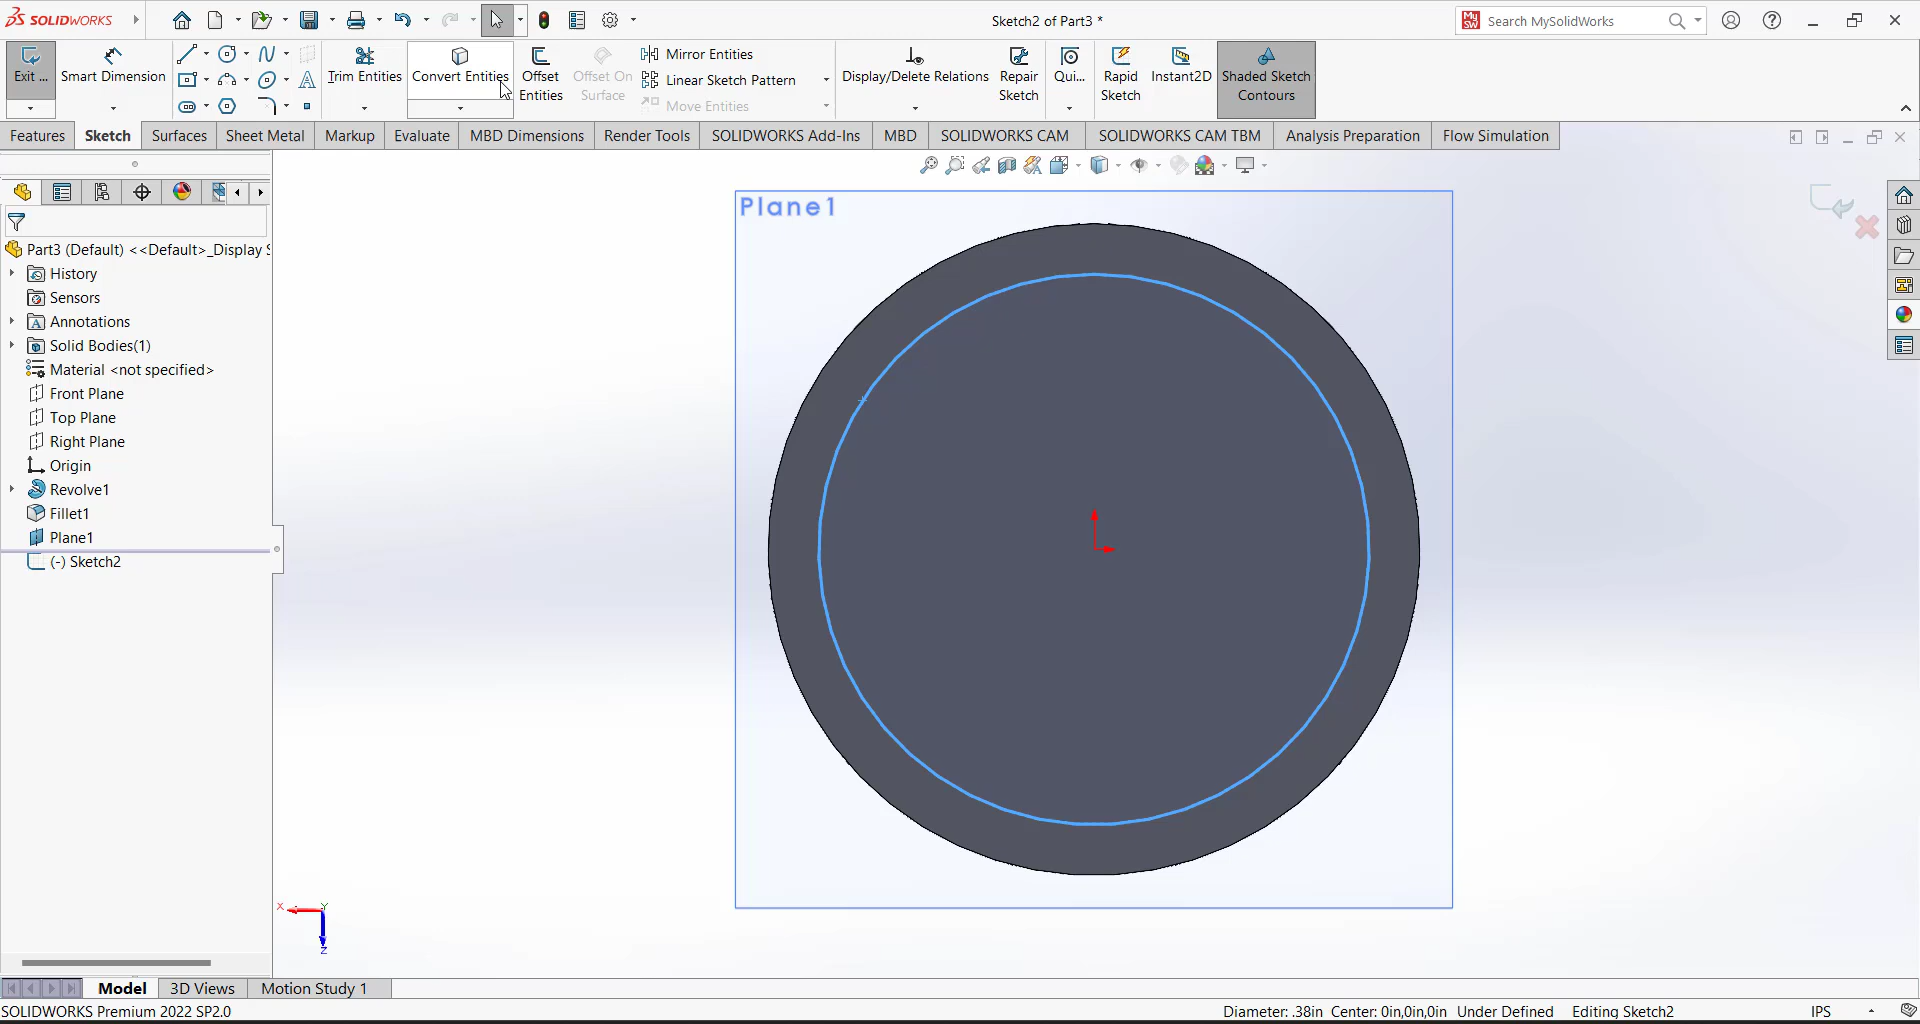 SOLIDWORKS
Sketch2 of Part3 *
Search MySolidWorks
Exit ...
Smart Dimension
Trim Entities
Convert Entities
Offset
Entities
Offset On
Surface
Mirror Entities
Linear Sketch Pattern
Move Entities
Display/Delete Relations
Repair
Sketch
Qui...
Rapid
Sketch
Instant2D
Shaded Sketch
Contours
Features
Sketch
Surfaces
Sheet Metal
Markup
Evaluate
MBD Dimensions
Render Tools
SOLIDWORKS Add-Ins
MBD
SOLIDWORKS CAM
SOLIDWORKS CAM TBM
Analysis Preparation
Flow Simulation
Part3 (Default) <<Default>_Display S
History
Sensors
Annotations
Solid Bodies(1)
Material <not specified>
Front Plane
Top Plane
Right Plane
Origin
Revolve1
Fillet1
Plane1
(-) Sketch2
Plane1
X
Y
Z
Model
3D Views
Motion Study 1
SOLIDWORKS Premium 2022 SP2.0
Diameter: .38in Center: 0in,0in,0in
Under Defined
Editing Sketch2
IPS